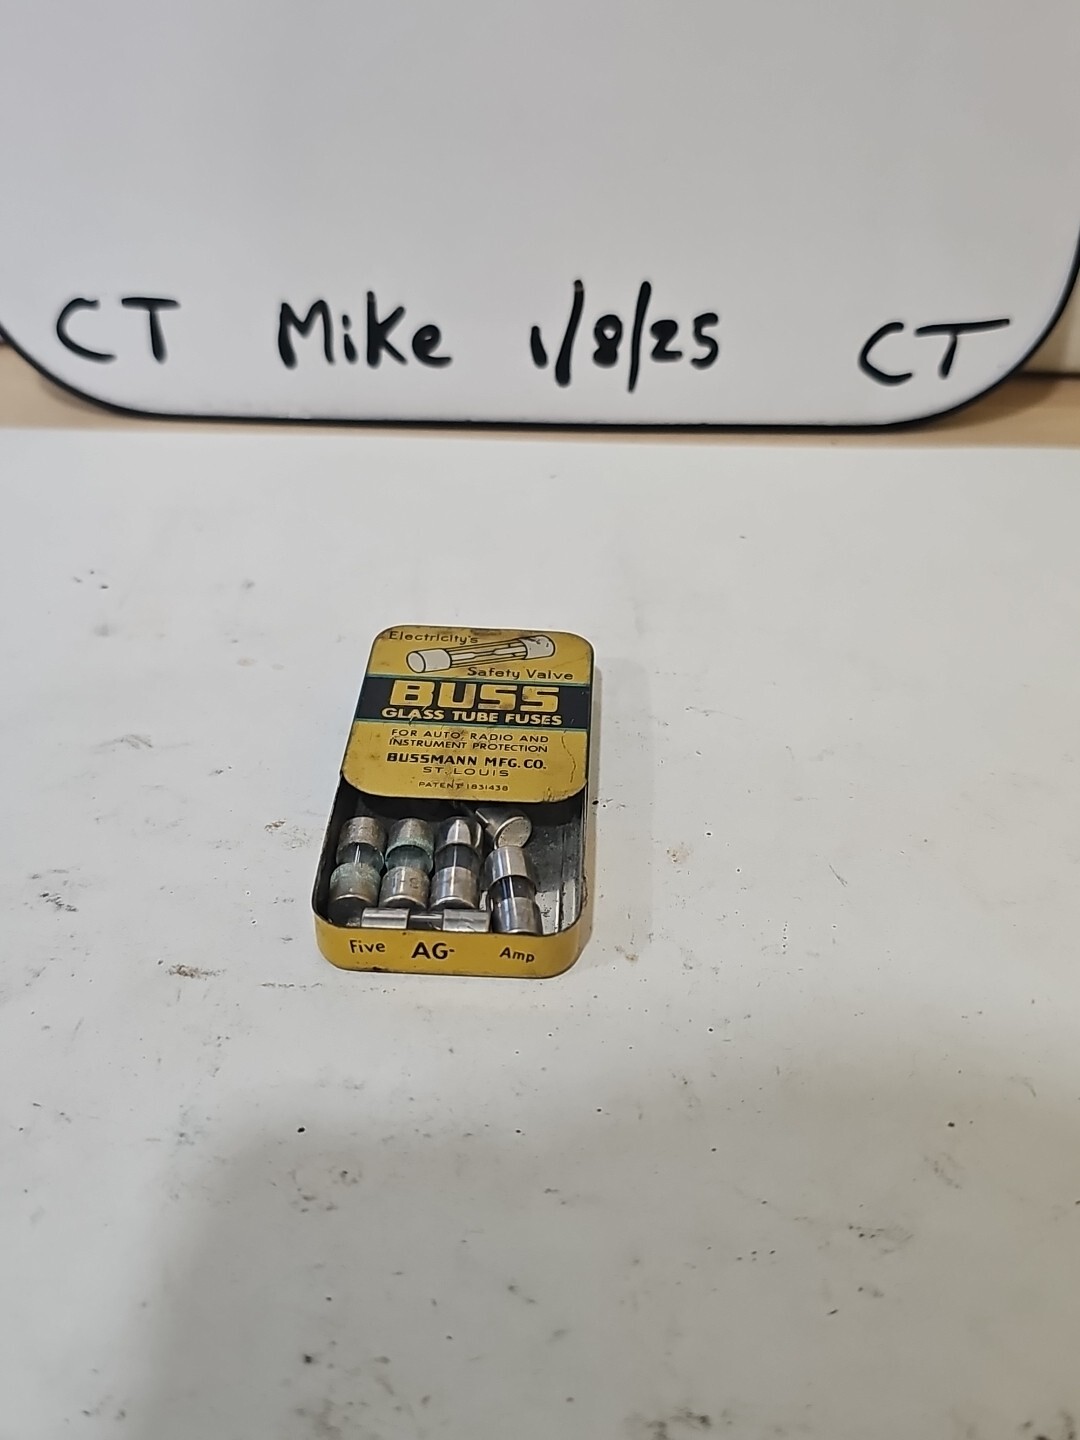 CT Mike 1/8/25 CT
Electricity's
Safety Valve
BUSS
GLASS TUBE FUSES
FOR AUTO, RADIO AND
INSTRUMENT PROTECTION
BUSSMANN MFG. CO.
ST. LOUIS
PATENT 1831438
Five AG- Amp